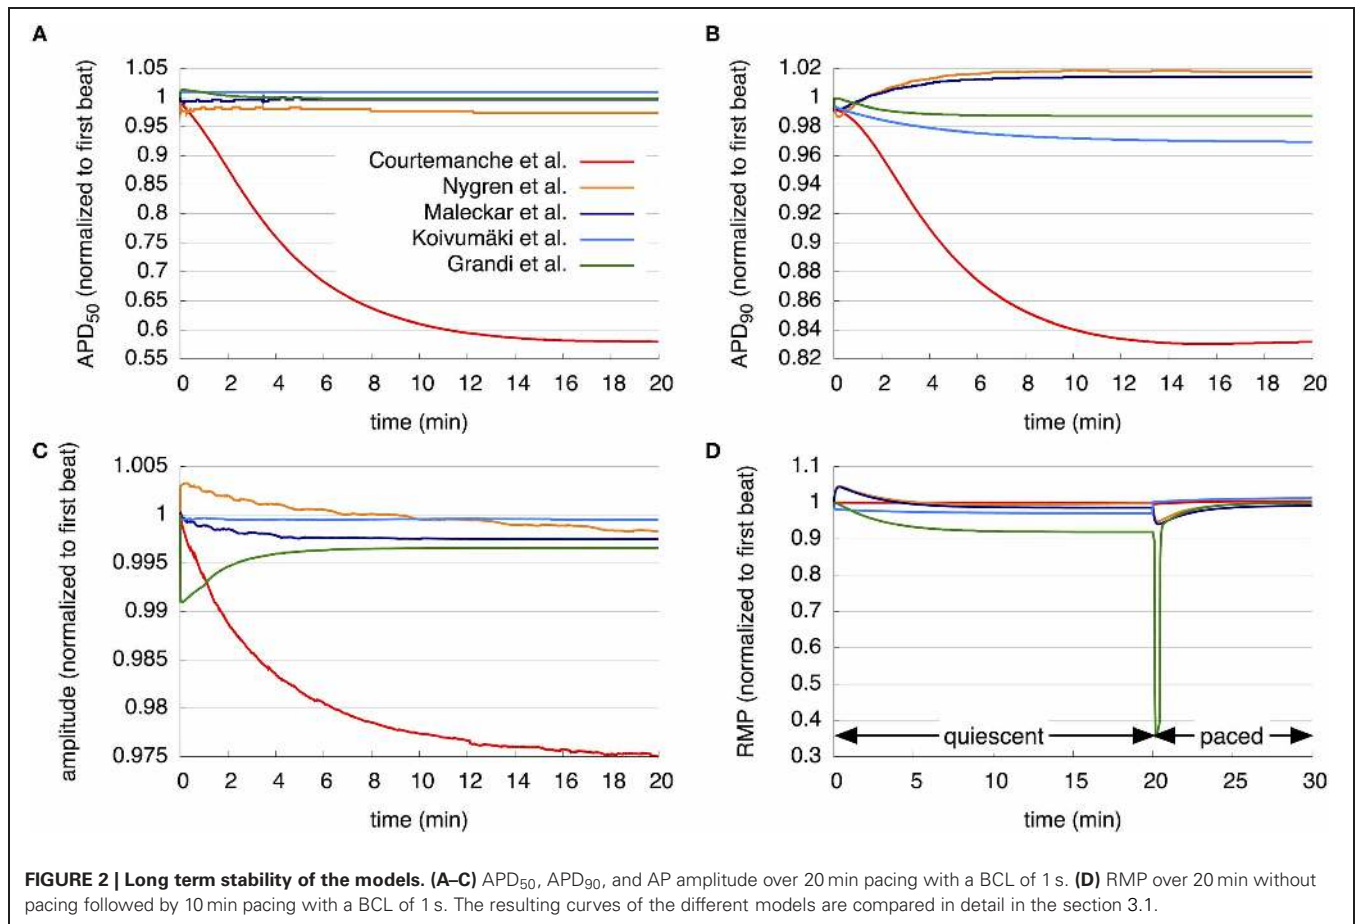 A
APD50 (normalized to first beat)
1.05
1
0.95
0.9
0.85
0.8
0.75
0.7
0.65
0.6
0.55
Courtemanche et al.
Nygren et al.
Maleckar et al.
Koivumäki et al.
Grandi et al.
0 2 4 6 8 10 12 14 16 18 20
time (min)
B
APD90 (normalized to first beat)
1.02
1
0.98
0.96
0.94
0.92
0.9
0.88
0.86
0.84
0.82
0 2 4 6 8 10 12 14 16 18 20
time (min)
C
amplitude (normalized to first beat)
1.005
1
0.995
0.99
0.985
0.98
0.975
0 2 4 6 8 10 12 14 16 18 20
time (min)
D
RMP (normalized to first beat)
1.1
1
0.9
0.8
0.7
0.6
0.5
0.4
0.3
quiescent
paced
0 5 10 15 20 25 30
time (min)
FIGURE 2 | Long term stability of the models. (A–C) APD50, APD90, and AP amplitude over 20 min pacing with a BCL of 1 s. (D) RMP over 20 min without
pacing followed by 10 min pacing with a BCL of 1 s. The resulting curves of the different models are compared in detail in the section 3.1.